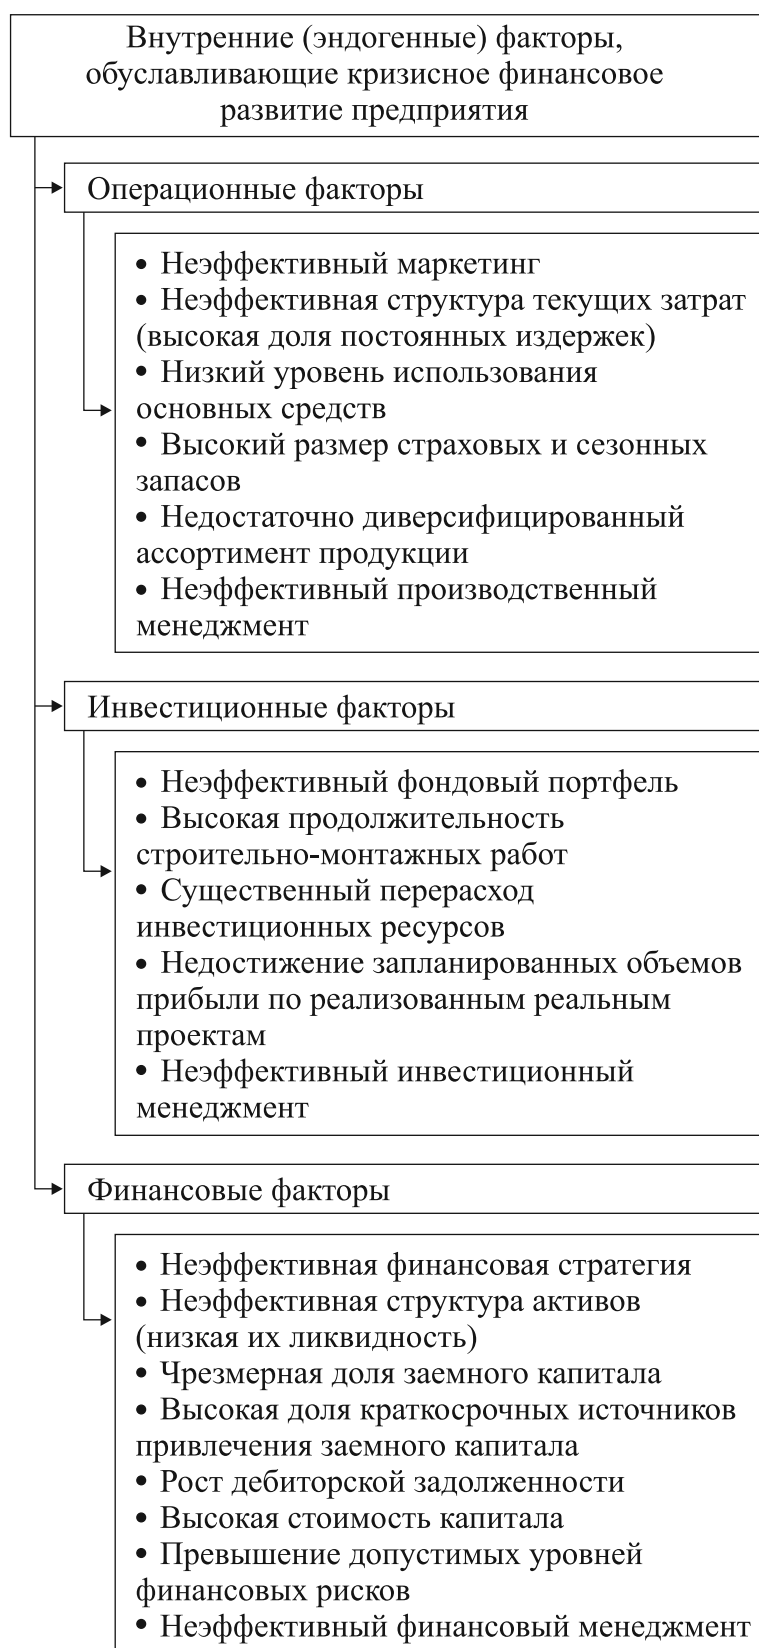 Внутренние (эндогенные) факторы,
обуславливающие кризисное финансовое
развитие предприятия
Операционные факторы
• Неэффективный маркетинг
• Неэффективная структура текущих затрат
(высокая доля постоянных издержек)
• Низкий уровень использования
основных средств
• Высокий размер страховых и сезонных
запасов
• Недостаточно диверсифицированный
ассортимент продукции
• Неэффективный производственный
менеджмент
Инвестиционные факторы
• Неэффективный фондовый портфель
• Высокая продолжительность
строительно-монтажных работ
• Существенный перерасход
инвестиционных ресурсов
• Недостижение запланированных объемов
прибыли по реализованным реальным
проектам
• Неэффективный инвестиционный
менеджмент
Финансовые факторы
• Неэффективная финансовая стратегия
• Неэффективная структура активов
(низкая их ликвидность)
• Чрезмерная доля заемного капитала
• Высокая доля краткосрочных источников
привлечения заемного капитала
• Рост дебиторской задолженности
• Высокая стоимость капитала
• Превышение допустимых уровней
финансовых рисков
• Неэффективный финансовый менеджмент